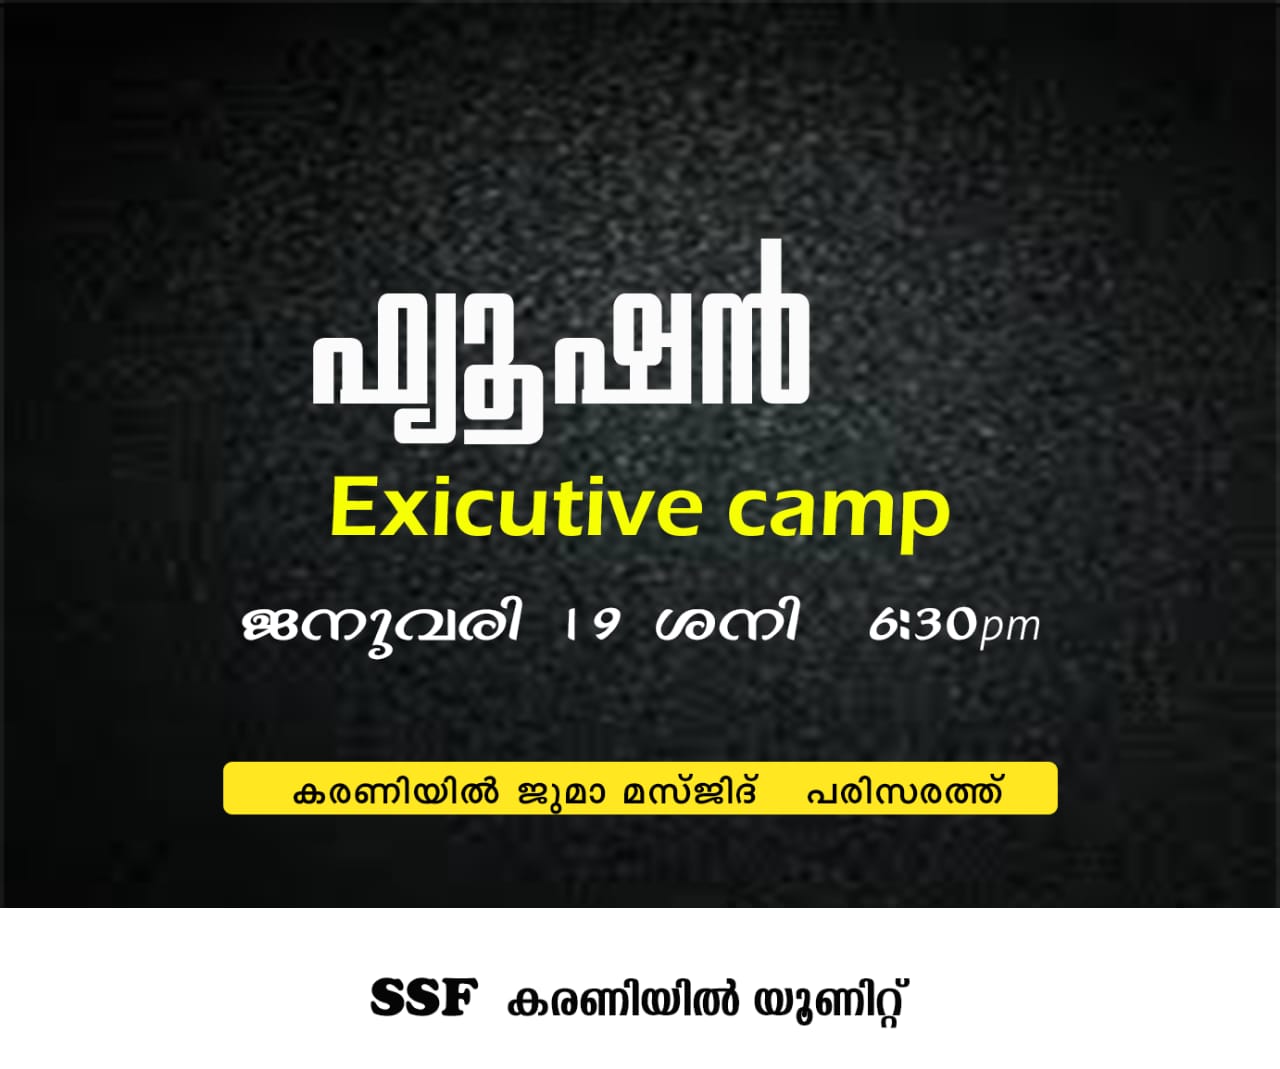 ഫ്യൂഷൻ
Exicutive camp
ജനുവരി 19 ശനി 6:30pm
കരണിയിൽ ജുമാ മസ്ജിദ് പരിസരത്ത്
SSF കരണിയിൽ യൂണിറ്റ്